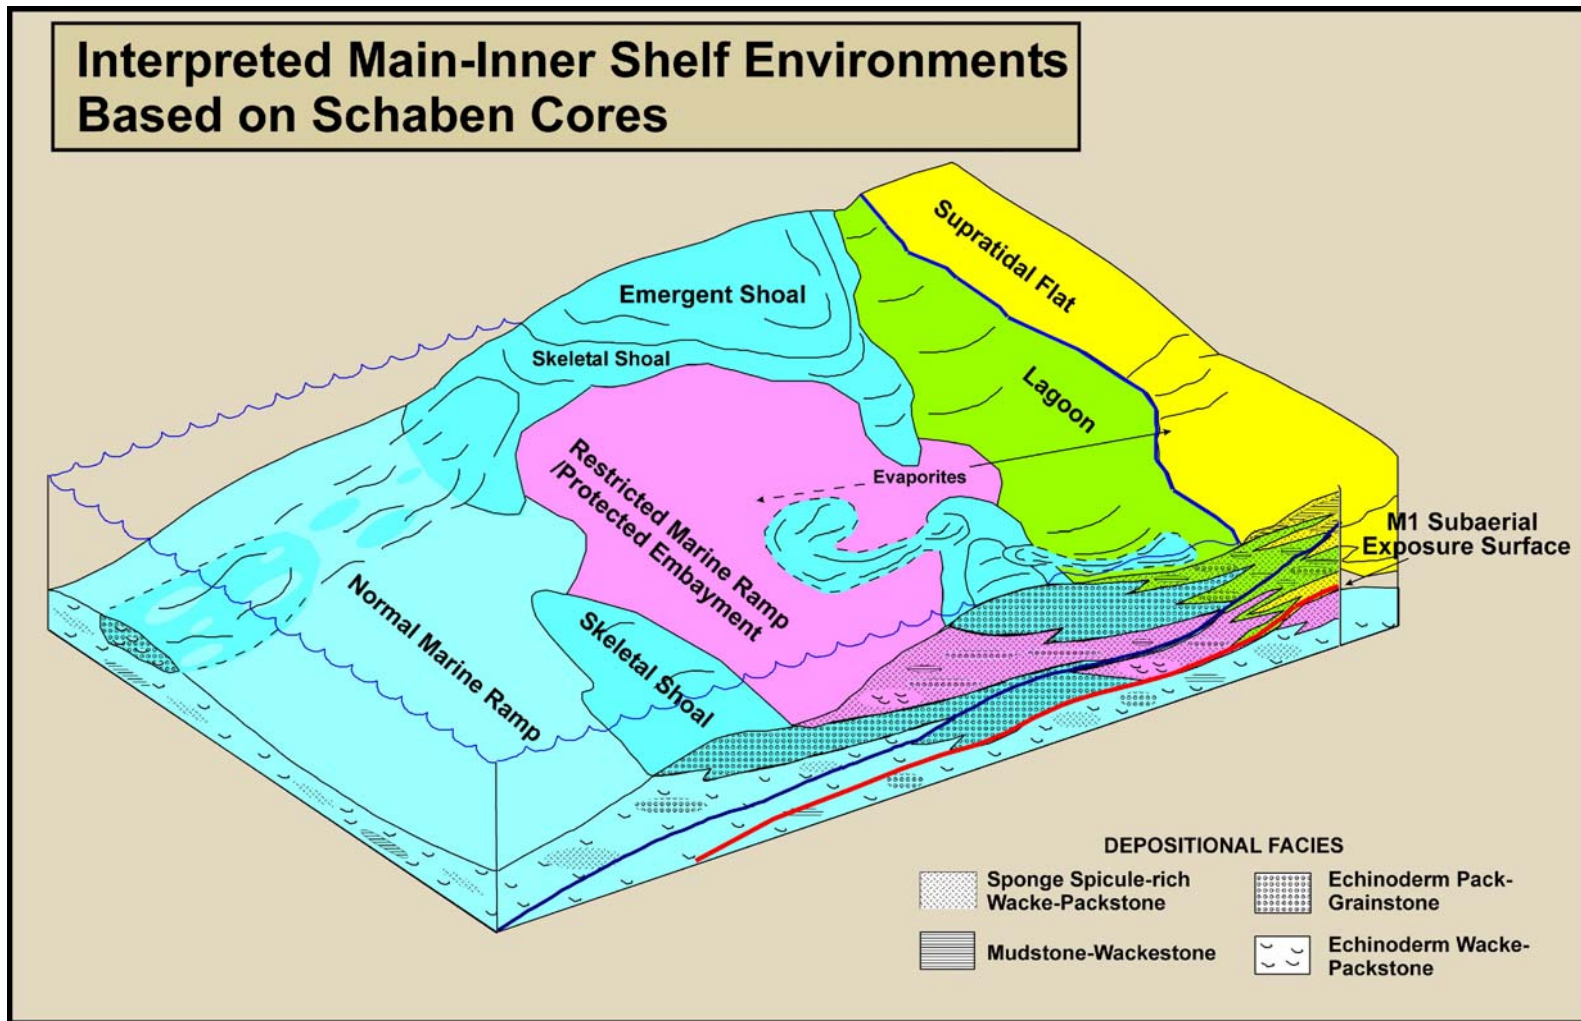 Interpreted Main-Inner Shelf Environments
Based on Schaben Cores
Supratidal Flat
Emergent Shoal
Skeletal Shoal
Lagoon
Evaporites
Restricted Marine Ramp
/Protected Embayment
M1 Subaerial
Exposure Surface
Normal Marine Ramp
Skeletal Shoal
DEPOSITIONAL FACIES
Sponge Spicule-rich
Wacke-Packstone
Echinoderm Pack-
Grainstone
Mudstone-Wackestone
Echinoderm Wacke-
Packstone